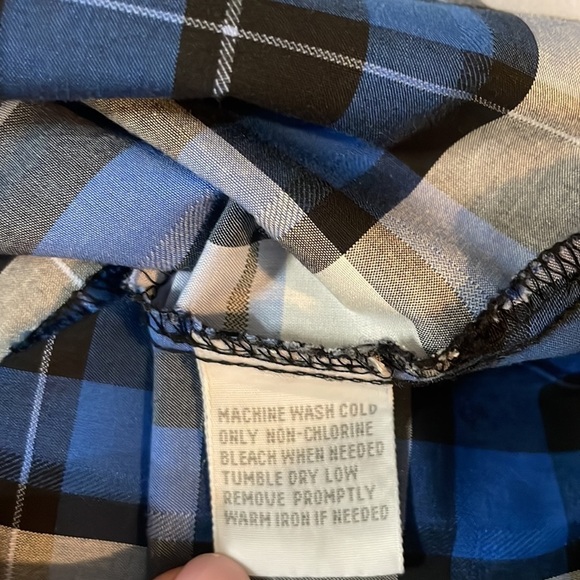 MACHINE WASH COLD
ONLY NON-CHLORINE
BLEACH WHEN NEEDED
TUMBLE DRY LOW
REMOVE PROMPTLY
WARM IRON IF NEEDED